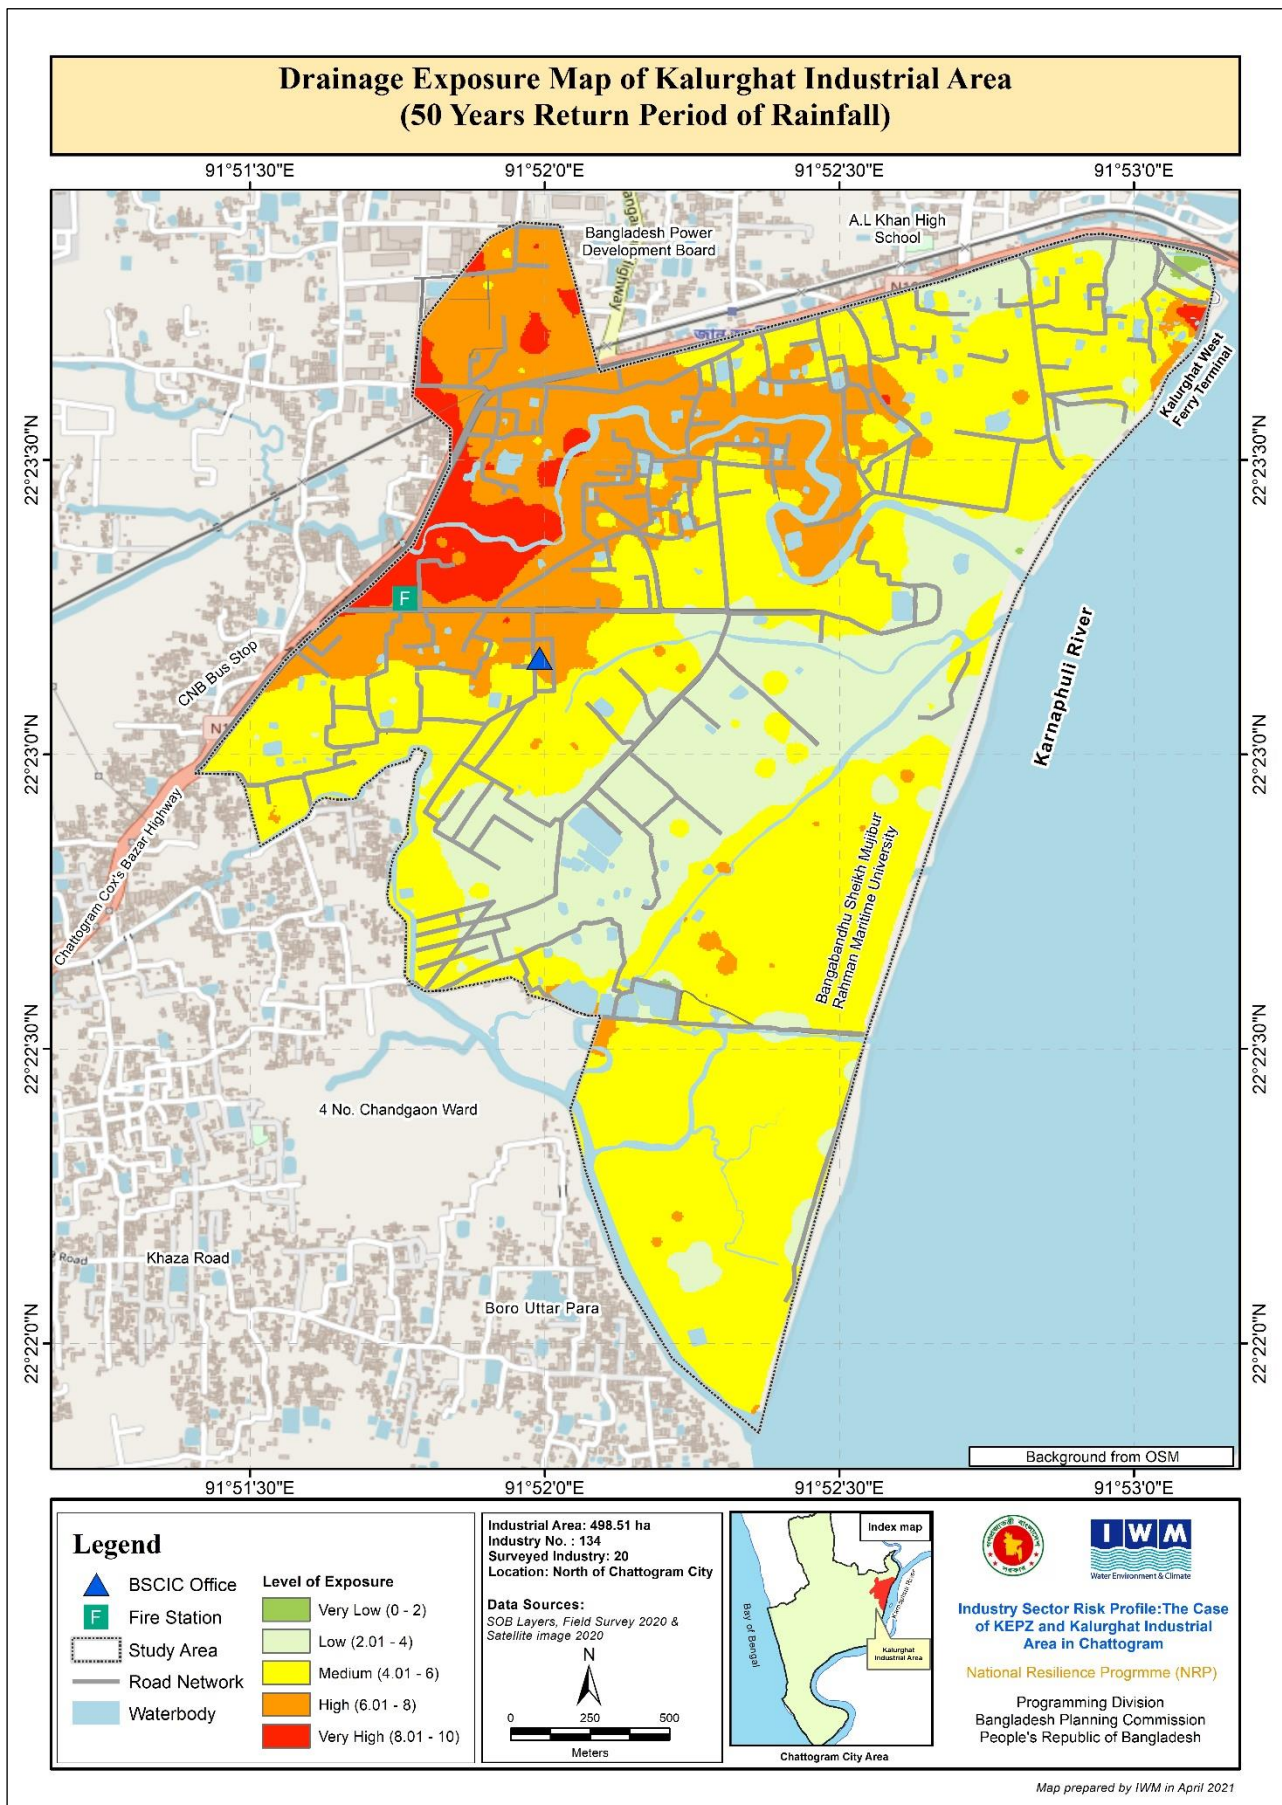 Drainage Exposure Map of Kalurghat Industrial Area
(50 Years Return Period of Rainfall)
91°51'30"E
91°52'0"E
91°52'30"E
91°53'0"E
Bangladesh Power
Development Board
A.L Khan High
School
Highway
Kalurghat West
Ferry Terminal
22°23'30"N
22°23'30"N
F
CNB Bus Stop
N1
Karnaphuli River
22°23'0"N
22°23'0"N
Chattogram Cox's Bazar Highway
Bangabandhu Sheikh Mujibur
Rahman Maritime University
22°22'30"N
22°22'30"N
4 No. Chandgaon Ward
Road
Khaza Road
Boro Uttar Para
22°22'0"N
22°22'0"N
Background from OSM
91°51'30"E
91°52'0"E
91°52'30"E
91°53'0"E
Legend
BSCIC Office
F
Fire Station
Study Area
Road Network
Waterbody
Level of Exposure
Very Low (0 - 2)
Low (2.01 - 4)
Medium (4.01 - 6)
High (6.01 - 8)
Very High (8.01 - 10)
Industrial Area: 498.51 ha
Industry No. : 134
Surveyed Industry: 20
Location: North of Chattogram City
Data Sources:
SOB Layers, Field Survey 2020 &
Satellite image 2020
N
0 250 500
Meters
Index map
Bay of Bengal
Karnaphuli River
Kalurghat
Industrial Area
Chattogram City Area
IWM
Water Environment & Climate
Industry Sector Risk Profile:The Case
of KEPZ and Kalurghat Industrial
Area in Chattogram
National Resilience Progrmme (NRP)
Programming Division
Bangladesh Planning Commission
People's Republic of Bangladesh
Map prepared by IWM in April 2021